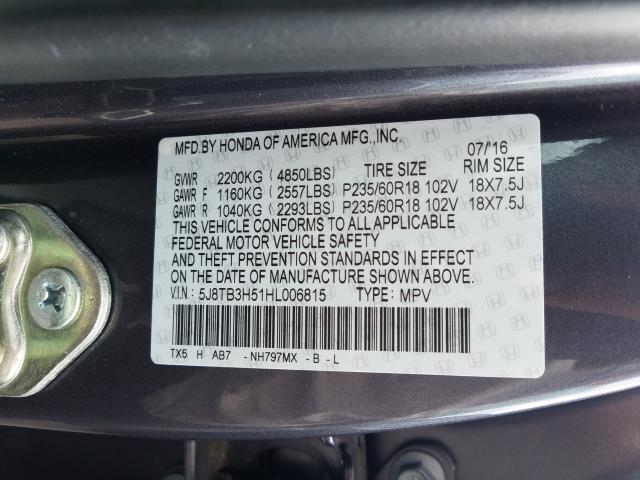 MFD.BY HONDA OF AMERICA MFG.,INC. 07/'16
GVWR 2200KG (4850LBS) TIRE SIZE RIM SIZE
GAWR F 1160KG (2557LBS) P235/60R18 102V 18X7.5J
GAWR R 1040KG (2293LBS) P235/60R18 102V 18X7.5J
THIS VEHICLE CONFORMS TO ALL APPLICABLE
FEDERAL MOTOR VEHICLE SAFETY
AND THEFT PREVENTION STANDARDS IN EFFECT
ON THE DATE OF MANUFACTURE SHOWN ABOVE.
V.I.N.: 5J8TB3H51HL006815 TYPE: MPV
TX5 H AB7 -NH797MX -B-L